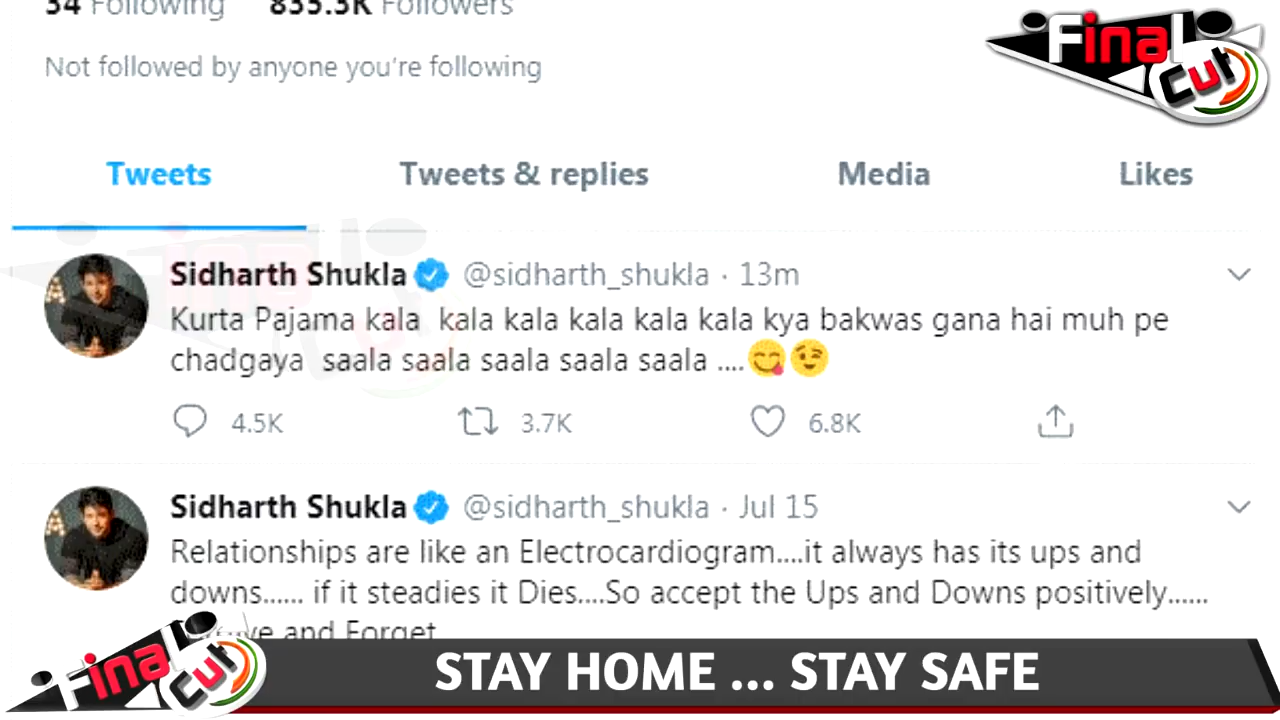 34 Following 835.3K Followers
Not followed by anyone you're following
Final
Cut
Tweets Tweets & replies Media Likes
Sidharth Shukla @sidharth_shukla · 13m
Kurta Pajama kala kala kala kala kala kala kya bakwas gana hai muh pe
chadgaya saala saala saala saala saala ....😋😉
4.5K 3.7K 6.8K
Sidharth Shukla @sidharth_shukla · Jul 15
Relationships are like an Electrocardiogram....it always has its ups and
downs...... if it steadies it Dies....So accept the Ups and Downs positively......
and Forget
Final
Cut
STAY HOME ... STAY SAFE